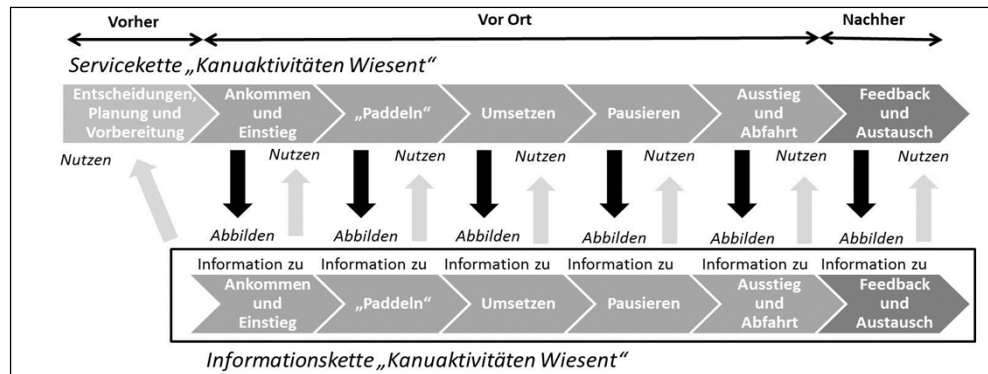 Vorher
Vor Ort
Nachher
Servicekette „Kanuaktivitäten Wiesent“
Entscheidungen,
Planung und
Vorbereitung
Ankommen
und
Einstieg
„Paddeln“
Umsetzen
Pausieren
Ausstieg
und
Abfahrt
Feedback
und
Austausch
Nutzen
Nutzen
Nutzen
Nutzen
Nutzen
Nutzen
Nutzen
Abbilden
Abbilden
Abbilden
Abbilden
Abbilden
Abbilden
Information zu
Information zu
Information zu
Information zu
Information zu
Information zu
Ankommen
und
Einstieg
„Paddeln“
Umsetzen
Pausieren
Ausstieg
und
Abfahrt
Feedback
und
Austausch
Informationskette „Kanuaktivitäten Wiesent“